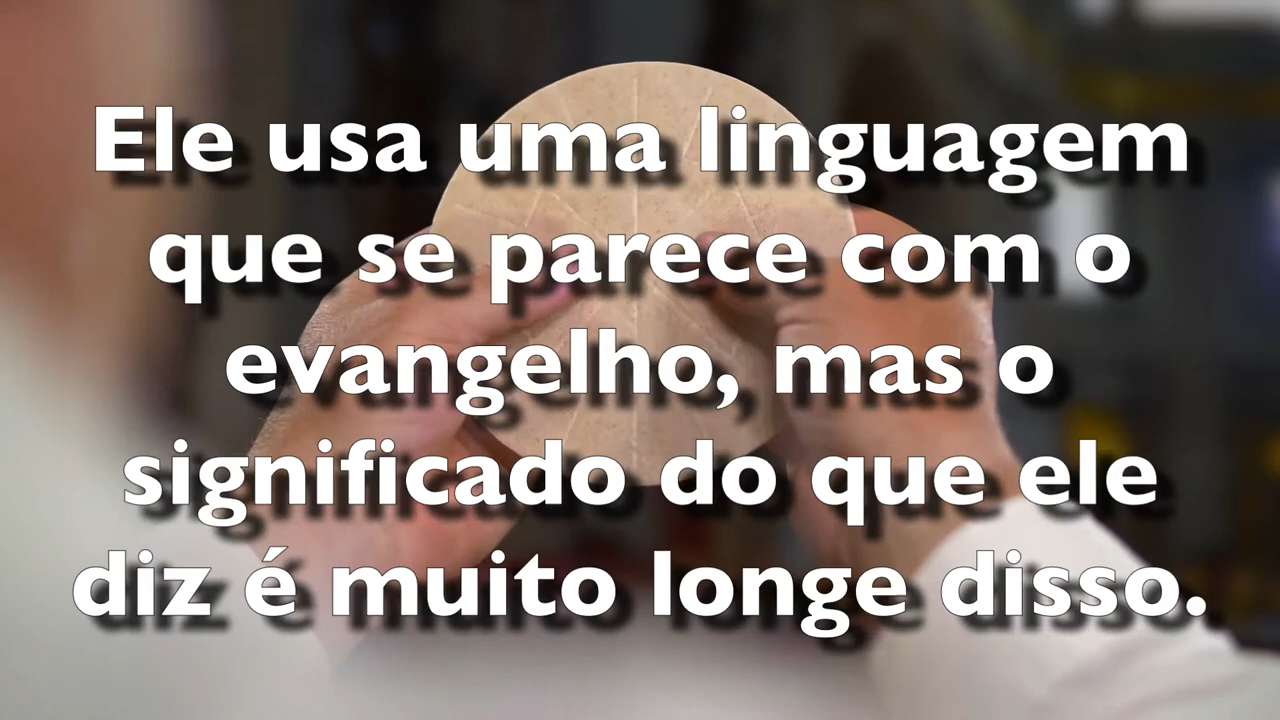 Ele usa uma linguagem
que se parece com o
evangelho, mas o
significado do que ele
diz é muito longe disso.